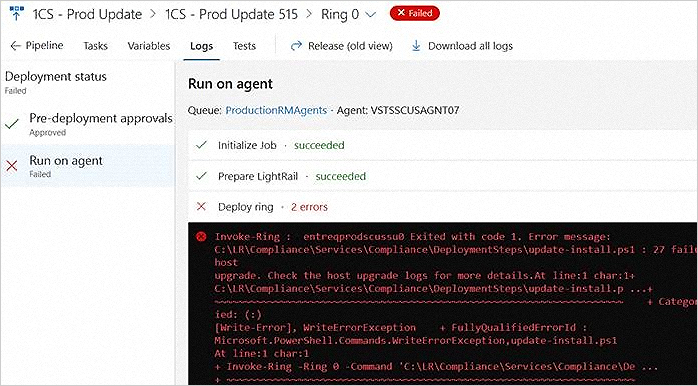 1CS - Prod Update > 1CS - Prod Update 515 > Ring 0 Failed
Pipeline Tasks Variables Logs Tests Release (old view) Download all logs
Deployment status
Failed
Pre-deployment approvals
Approved
Run on agent
Failed
Run on agent
Queue: ProductionRMAgents · Agent: VSTSSCUSAGNT07
Initialize Job · succeeded
Prepare LightRail · succeeded
Deploy ring · 2 errors
Invoke-Ring : entreqprodscussu0 Exited with code 1. Error message:
C:\LR\Compliance\Services\Compliance\DeploymentSteps\update-install.ps1 : 27 faile
host
upgrade. Check the host upgrade logs for more details.At line:1 char:1+
C:\LR\Compliance\Services\Compliance\DeploymentSteps\update-install.p ...+
~~~~~~~~~~~~~~~~~~~~~~~~~~~~~~~~~~~~~~~~~~~~~~~~~~~~~~~~~~~~~~~~~ + Categor
ied: (:)
[Write-Error], WriteErrorException + FullyQualifiedErrorId :
Microsoft.PowerShell.Commands.WriteErrorException,update-install.ps1
At line:1 char:1
+ Invoke-Ring -Ring 0 -Command 'C:\LR\Compliance\Services\Compliance\De ...
+ ~~~~~~~~~~~~~~~~~~~~~~~~~~~~~~~~~~~~~~~~~~~~~~~~~~~~~~~~~~~~~~~~~